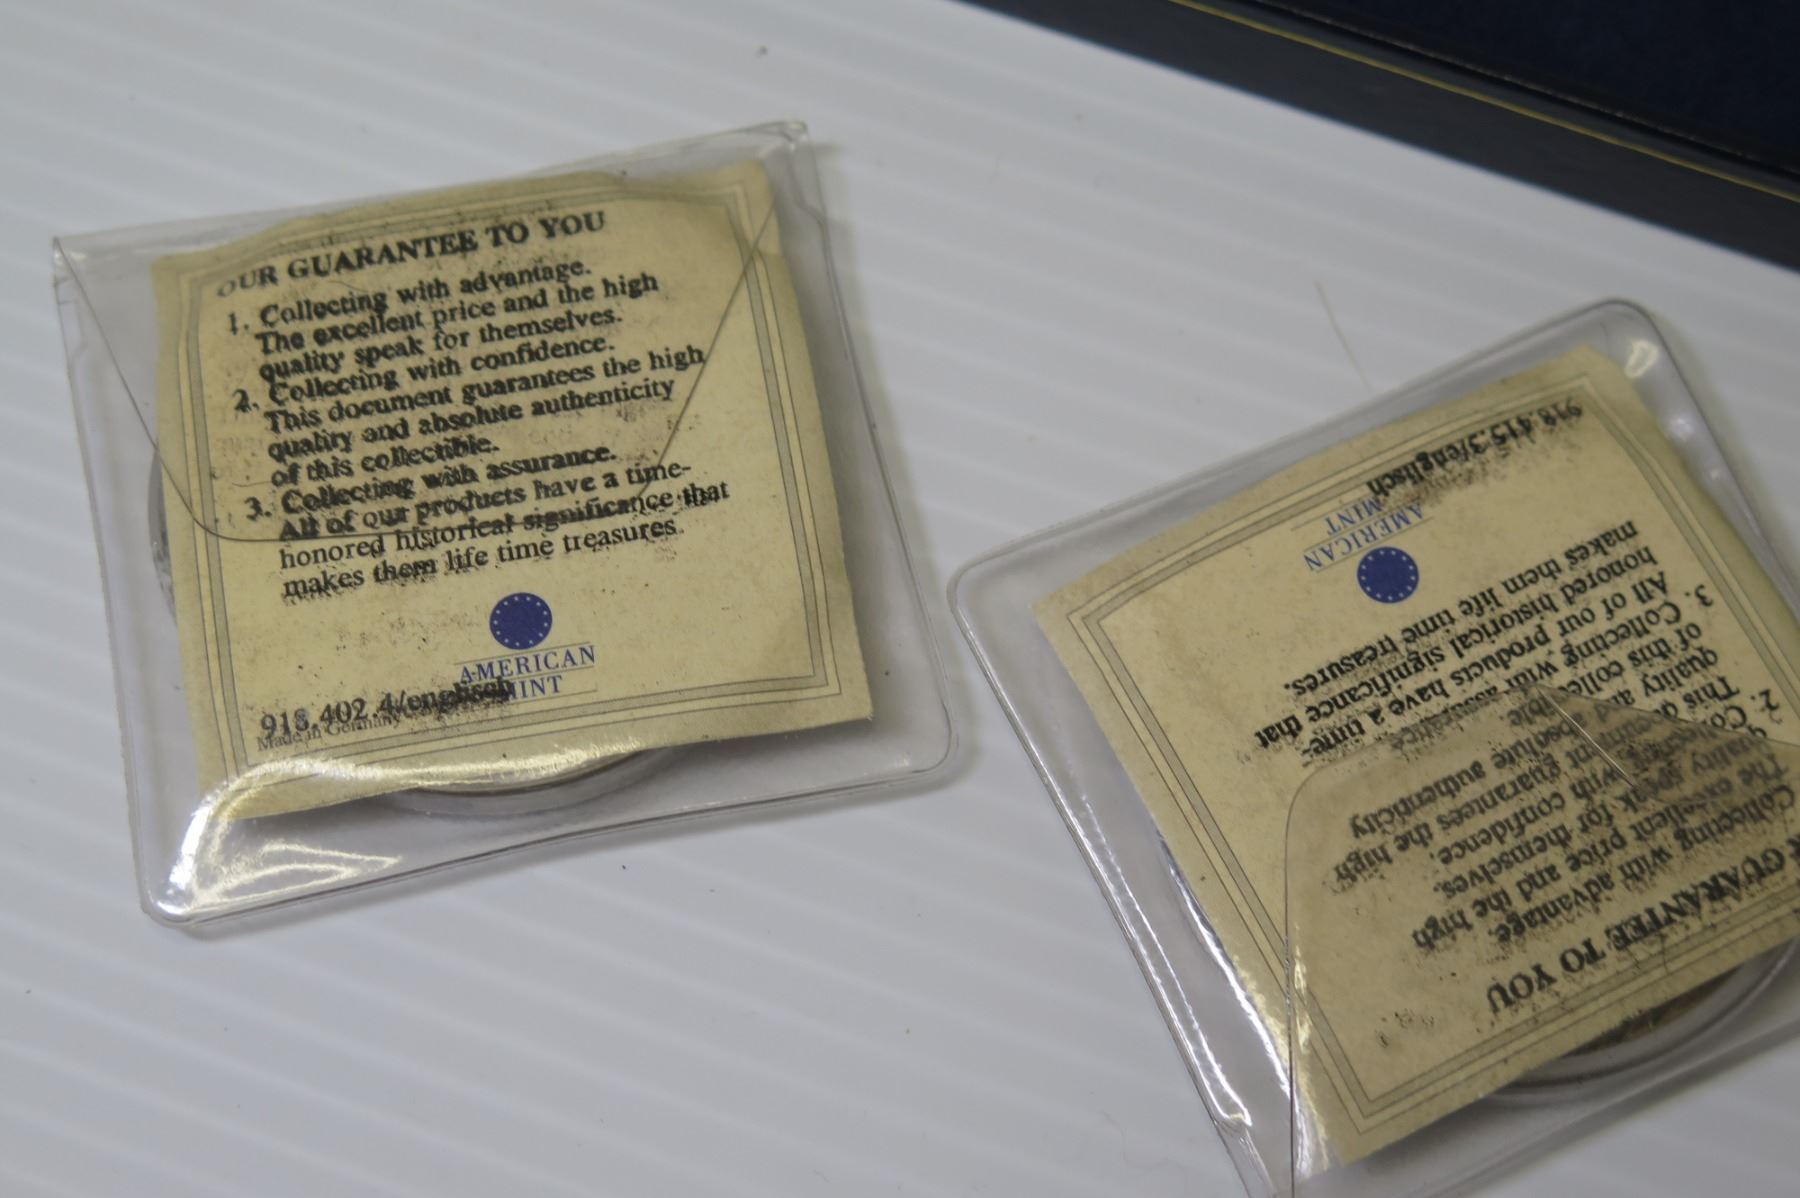 OUR GUARANTEE TO YOU
1. Collecting with advantage.
The excellent price and the high
quality speak for themselves.
2. Collecting with confidence.
This document guarantees the high
quality and absolute authenticity
of this collectible.
3. Collecting with assurance.
All of our products have a time-
honored historical significance that
makes them life time treasures.
AMERICAN
MINT
918.402.4/englisch
Made in Germany
GUARANTEE TO YOU
Collecting with advantage.
The excellent price and the high
quality speak for themselves.
2. with confidence.
This document guarantees the high
quality and absolute authenticity
of this
3. Collecting with
All of our products have a time-
honored historical significance that
makes them life time treasures.
AMERICAN
MINT
918.415.3/englisch